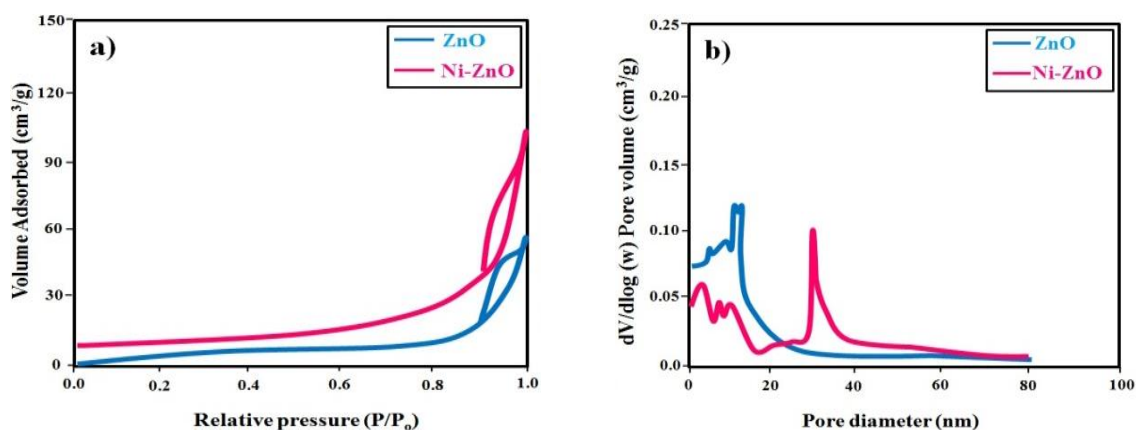 a)
ZnO
Ni-ZnO
150
120
90
60
30
0
Volume Adsorbed (cm³/g)
0.0 0.2 0.4 0.6 0.8 1.0
Relative pressure (P/Pₒ)
b)
ZnO
Ni-ZnO
0.25
0.20
0.15
0.10
0.05
0.0
dV/dlog (w) Pore volume (cm³/g)
0 20 40 60 80 100
Pore diameter (nm)